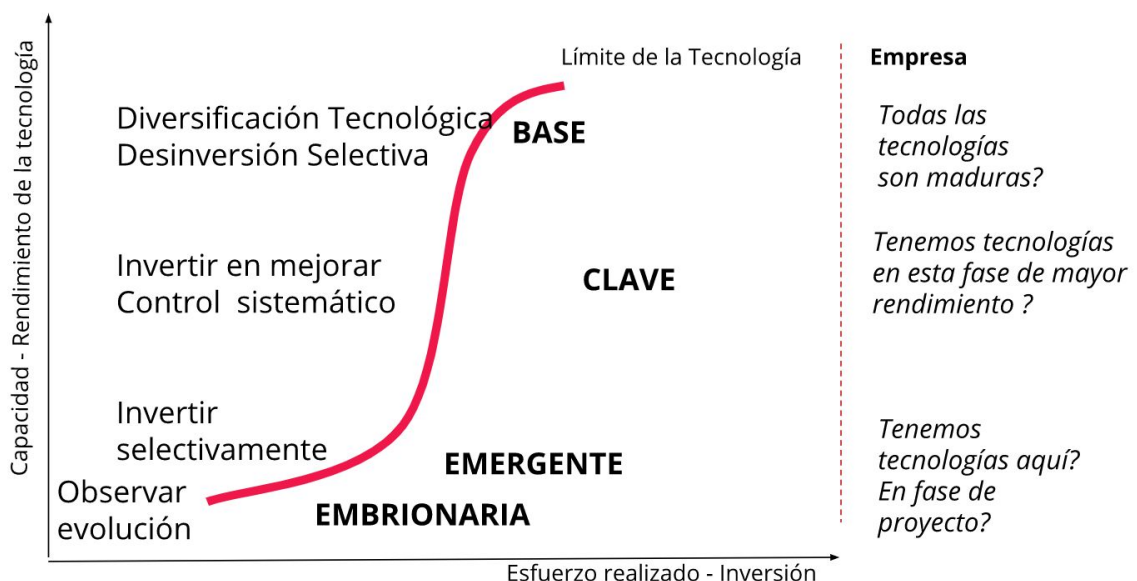 Capacidad - Rendimiento de la tecnología
Límite de la Tecnología
Diversificación Tecnológica
Desinversión Selectiva
BASE
Invertir en mejorar
Control sistemático
CLAVE
Invertir
selectivamente
EMERGENTE
Observar
evolución
EMBRIONARIA
Esfuerzo realizado - Inversión
Empresa
Todas las
tecnologías
son maduras?
Tenemos tecnologías
en esta fase de mayor
rendimiento ?
Tenemos
tecnologías aquí?
En fase de
proyecto?